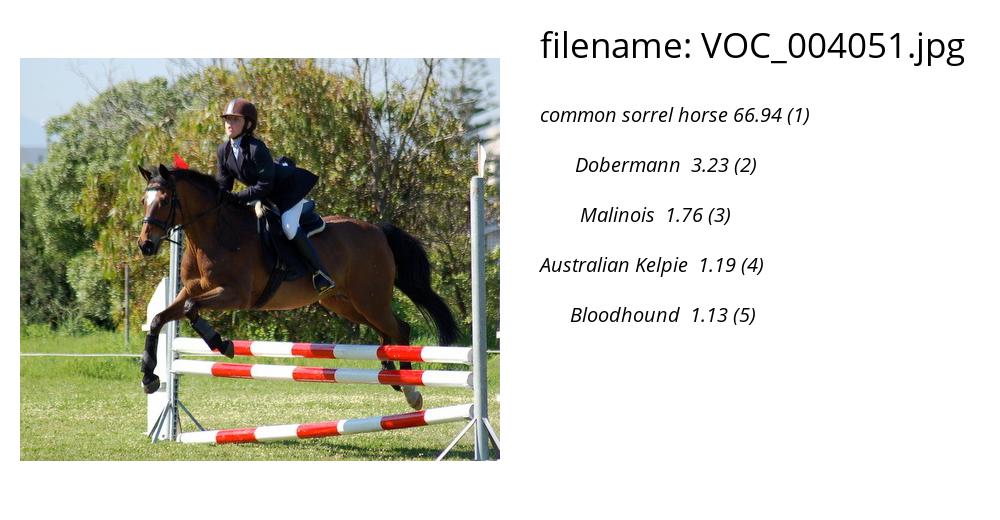 filename: VOC_004051.jpg
common sorrel horse 66.94 (1)
Dobermann 3.23 (2)
Malinois 1.76 (3)
Australian Kelpie 1.19 (4)
Bloodhound 1.13 (5)